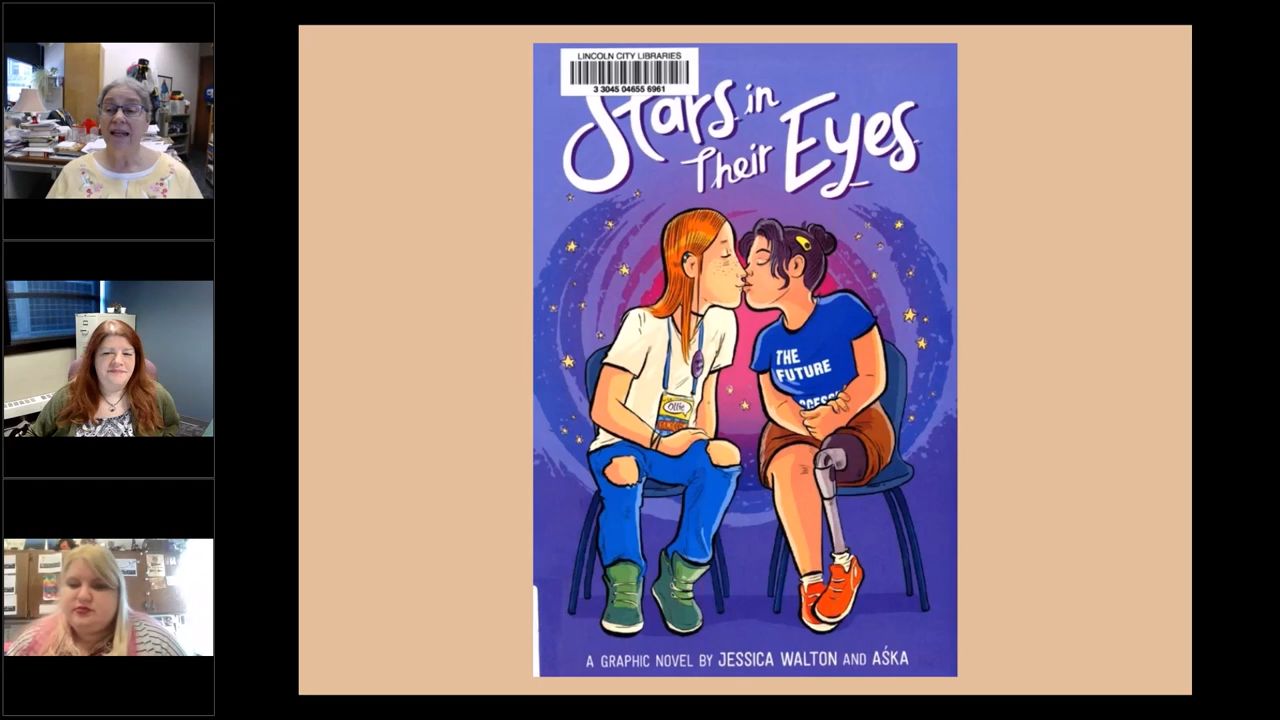 LINCOLN CITY LIBRARIES
3 3045 04655 6961
Stars in
Their Eyes
THE
FUTURE
Ollie
A GRAPHIC NOVEL BY JESSICA WALTON AND AŚKA